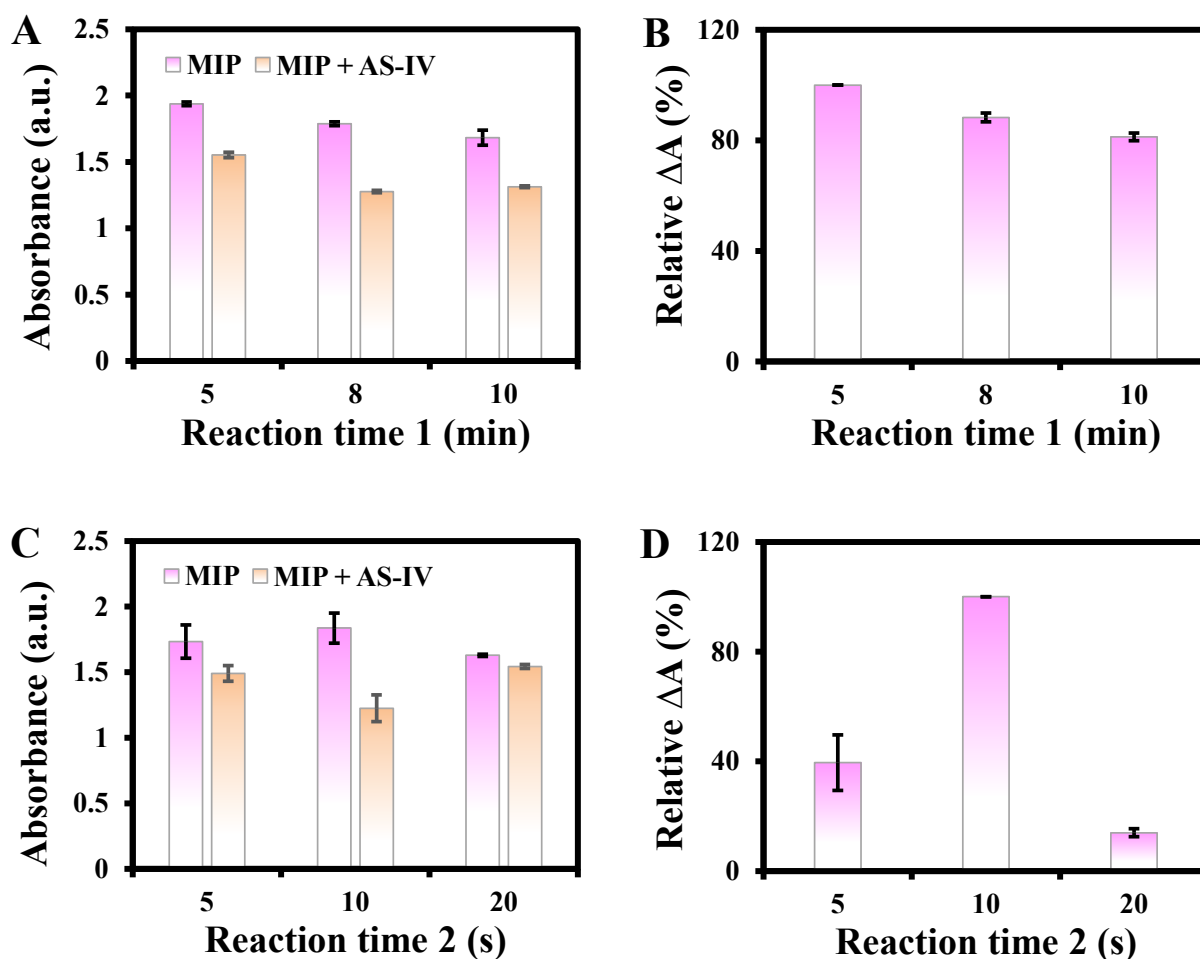 A
Absorbance (a.u.)
2.5
2
1.5
1
0.5
0
MIP MIP + AS-IV
5 8 10
Reaction time 1 (min)
B
Relative ΔA (%)
120
80
40
0
5 8 10
Reaction time 1 (min)
C
Absorbance (a.u.)
2.5
2
1.5
1
0.5
0
MIP MIP + AS-IV
5 10 20
Reaction time 2 (s)
D
Relative ΔA (%)
120
80
40
0
5 10 20
Reaction time 2 (s)